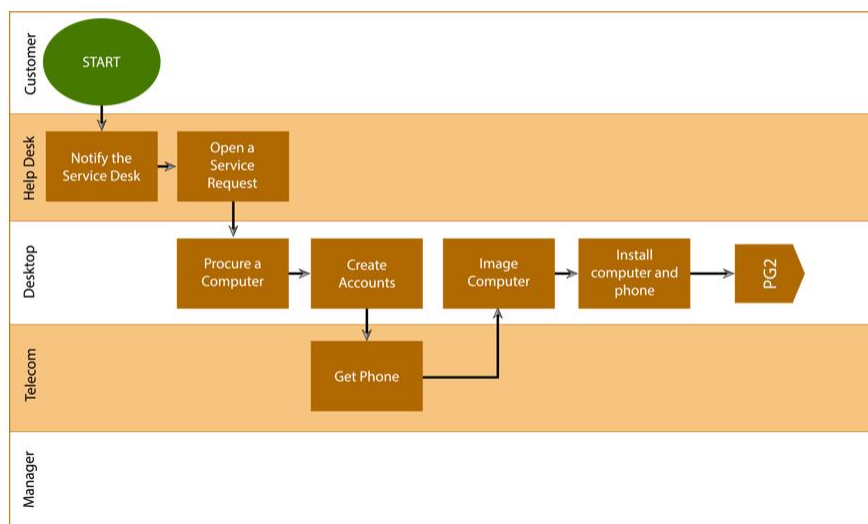 Customer
START
Help Desk
Notify the
Service Desk
Open a
Service
Request
Desktop
Procure a
Computer
Create
Accounts
Image
Computer
Install
computer and
phone
PG2
Telecom
Get Phone
Manager